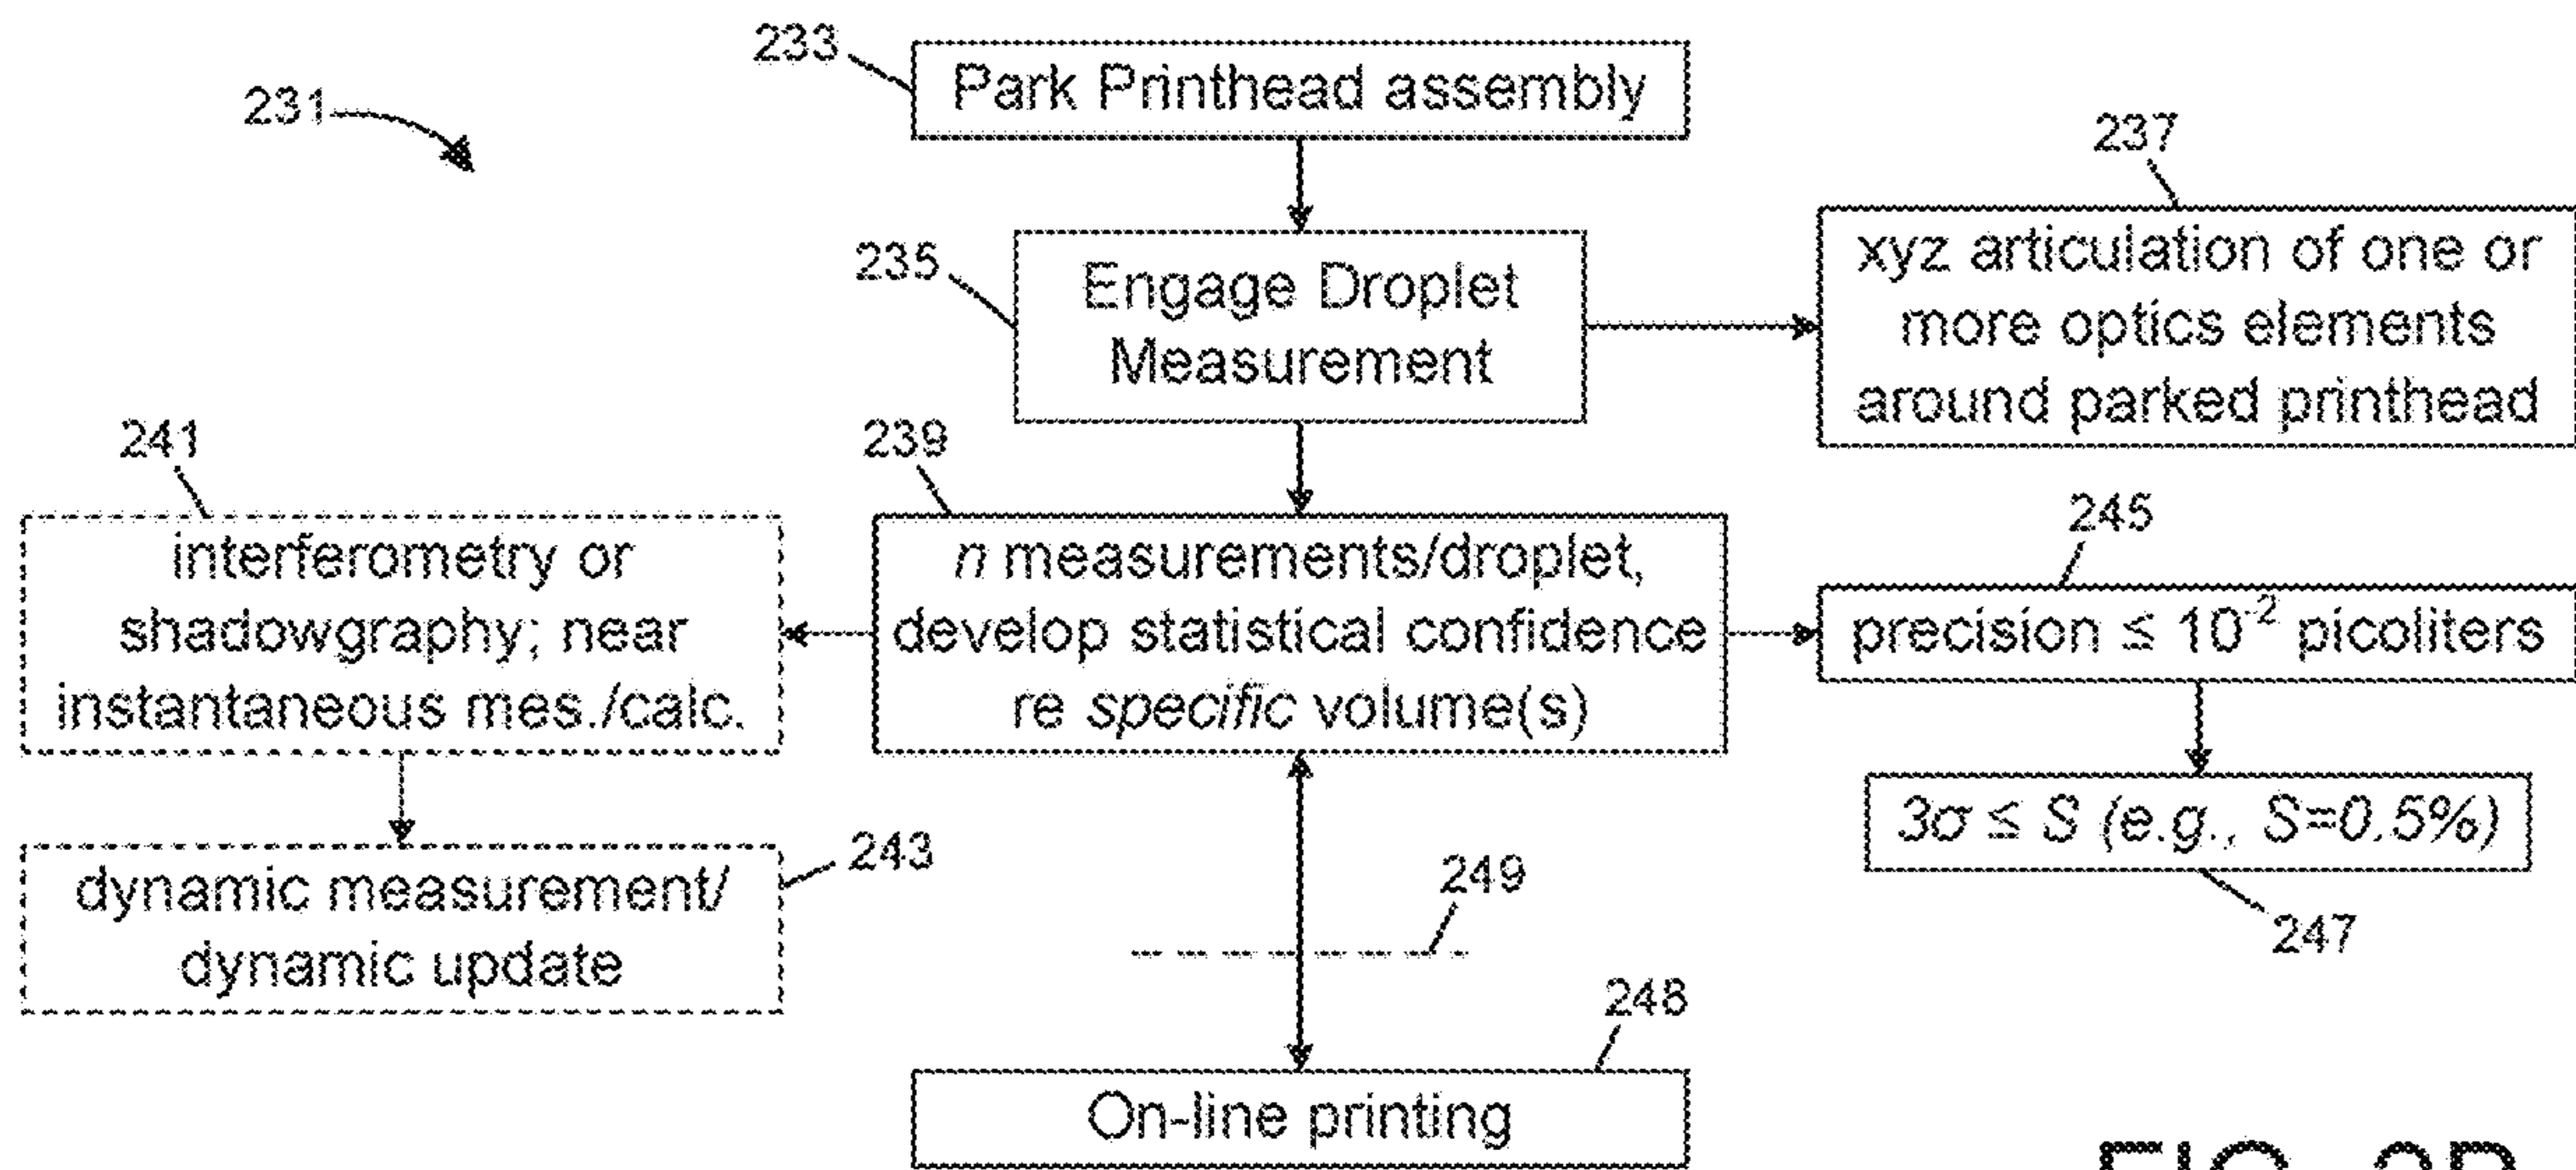 233
Park Printhead assembly
231
237
235
Engage Droplet
Measurement
xyz articulation of one or
more optics elements
around parked printhead
241
239
245
interferometry or
shadowgraphy; near
instantaneous mes./calc.
n measurements/droplet,
develop statistical confidence
re specific volume(s)
precision ≤ 10⁻² picoliters
3σ ≤ S (e.g., S=0.5%)
247
243
dynamic measurement/
dynamic update
249
248
On-line printing